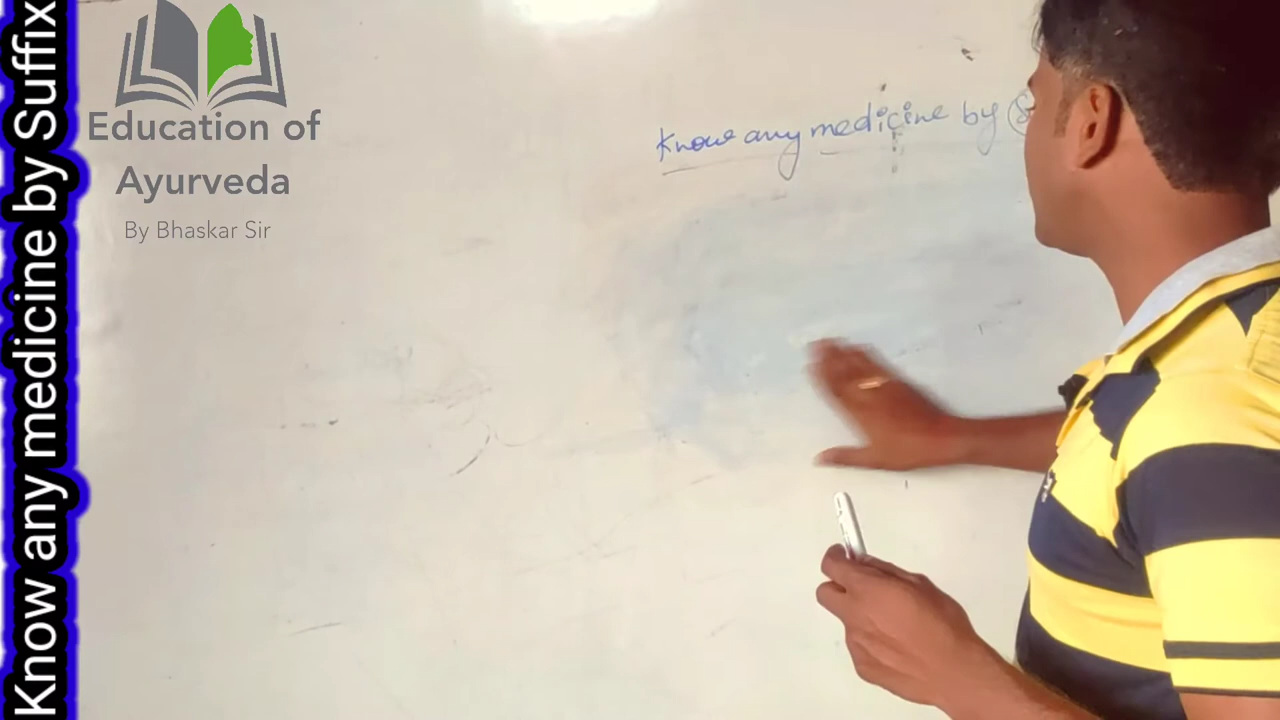 Know any medicine by Suffix
Education of
Ayurveda
By Bhaskar Sir
Know any medicine by